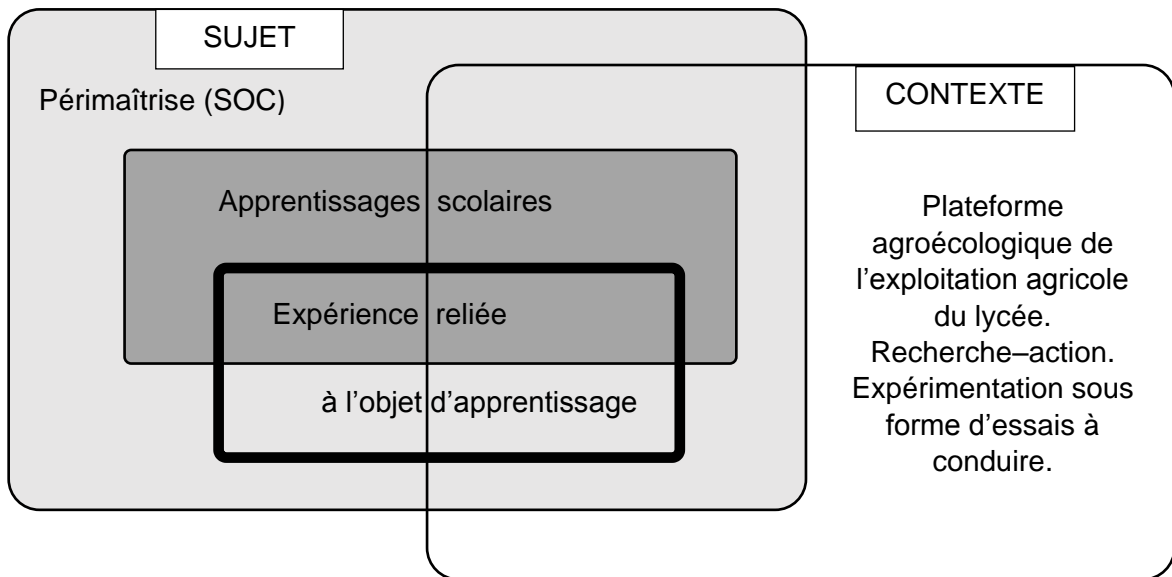 SUJET
Périmaîtrise (SOC)
CONTEXTE
Apprentissages scolaires
Expérience reliée
à l’objet d’apprentissage
Plateforme
agroécologique de
l’exploitation agricole
du lycée.
Recherche–action.
Expérimentation sous
forme d’essais à
conduire.